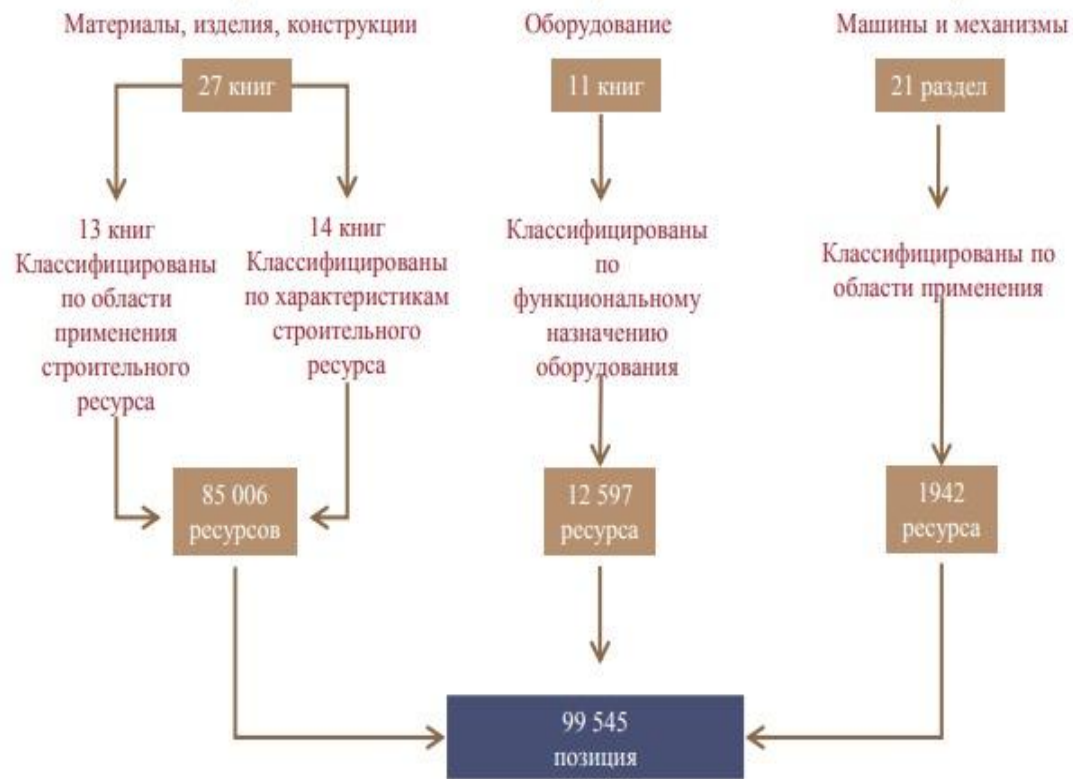 Материалы, изделия, конструкции
Оборудование
Машины и механизмы
27 книг
11 книг
21 раздел
13 книг
Классифицированы
по области
применения
строительного
ресурса
14 книг
Классифицированы
по характеристикам
строительного
ресурса
Классифицированы
по
функциональному
назначению
оборудования
Классифицированы по
области применения
85 006
ресурсов
12 597
ресурса
1942
ресурса
99 545
позиция